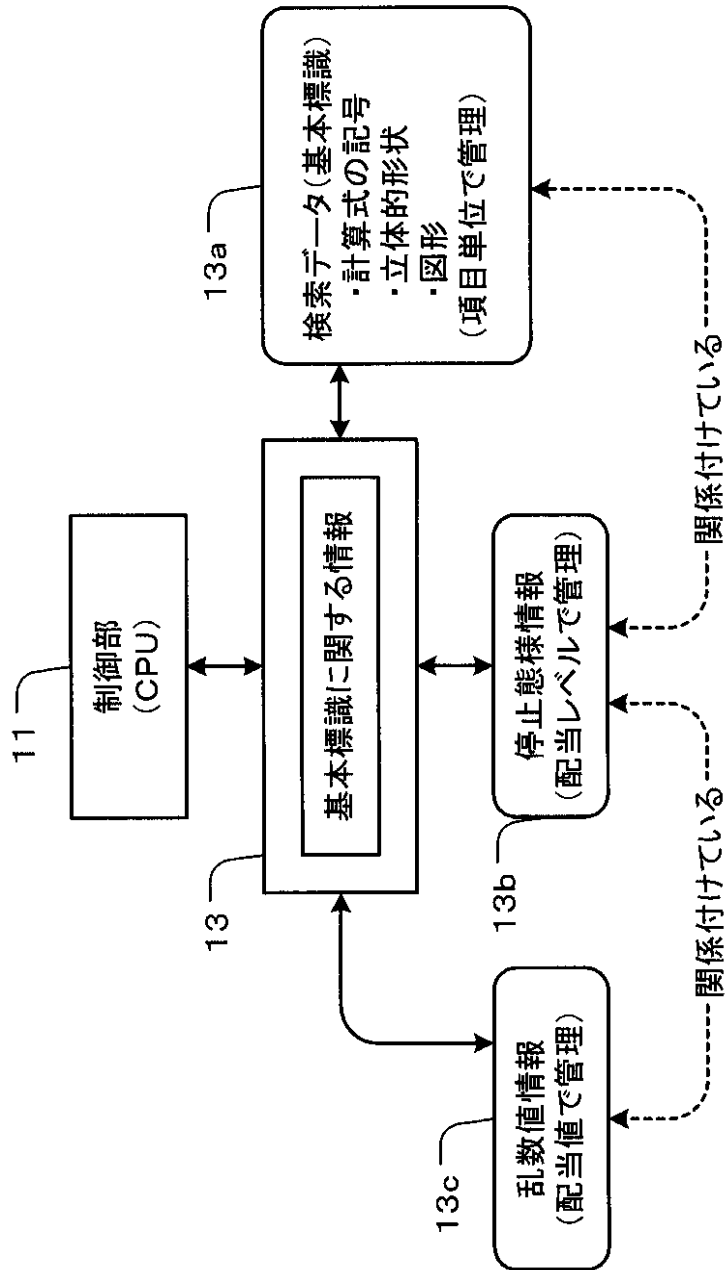 11
制御部
(CPU)
13
基本標識に関する情報
13a
検索データ(基本標識)
・計算式の記号
・立体的形状
・図形
(項目単位で管理)
13b
停止態様情報
(配当レベルで管理)
13c
乱数値情報
(配当値で管理)
関係付けている
関係付けている